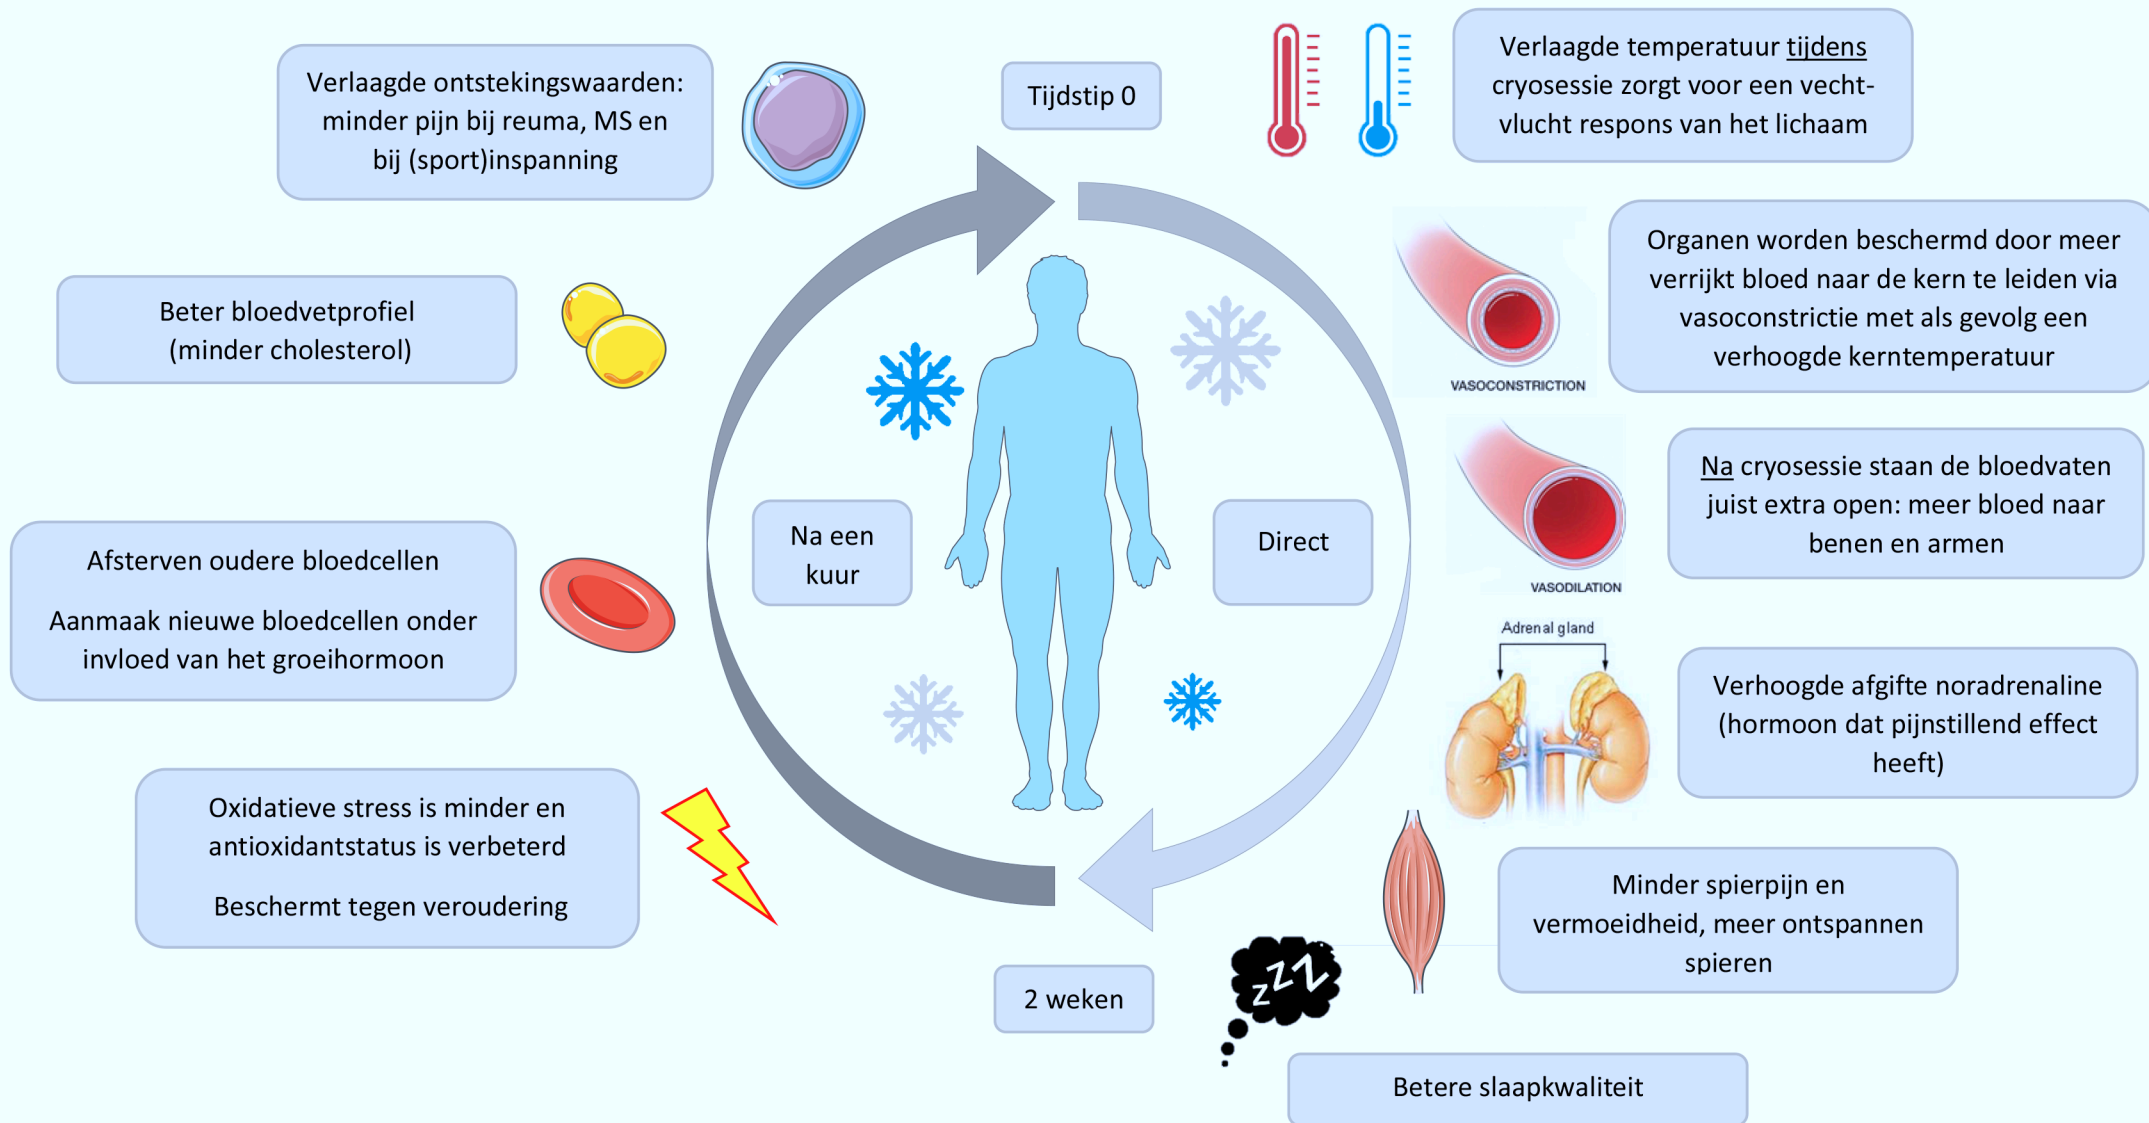 Tijdstip 0
Verlaagde temperatuur tijdens
cryosessie zorgt voor een vecht-
vlucht respons van het lichaam
Organen worden beschermd door meer
verrijkt bloed naar de kern te leiden via
vasoconstrictie met als gevolg een
verhoogde kerntemperatuur
VASOCONSTRICTION
Na cryosessie staan de bloedvaten
juist extra open: meer bloed naar
benen en armen
VASODILATION
Adrenal gland
Verhoogde afgifte noradrenaline
(hormoon dat pijnstillend effect
heeft)
Minder spierpijn en
vermoeidheid, meer ontspannen
spieren
zZZ
Betere slaapkwaliteit
Direct
2 weken
Na een
kuur
Oxidatieve stress is minder en
antioxidantstatus is verbeterd
Beschermt tegen veroudering
Afsterven oudere bloedcellen
Aanmaak nieuwe bloedcellen onder
invloed van het groeihormoon
Beter bloedvetprofiel
(minder cholesterol)
Verlaagde ontstekingswaarden:
minder pijn bij reuma, MS en
bij (sport)inspanning